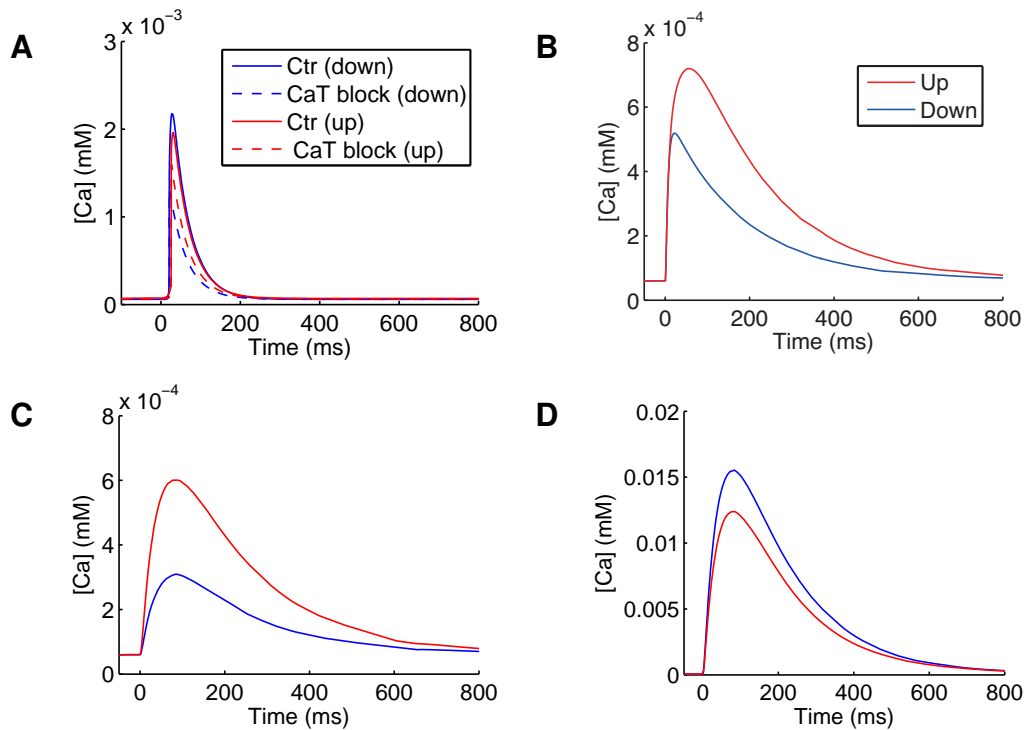 A
x 10⁻³
3
2
1
0
[Ca] (mM)
0 200 400 600 800
Time (ms)
Ctr (down)
CaT block (down)
Ctr (up)
CaT block (up)
B
x 10⁻⁴
8
6
4
2
0
[Ca] (mM)
0 200 400 600 800
Time (ms)
Up
Down
C
x 10⁻⁴
8
6
4
2
0
[Ca] (mM)
0 200 400 600 800
Time (ms)
D
0.02
0.015
0.01
0.005
0
[Ca] (mM)
0 200 400 600 800
Time (ms)